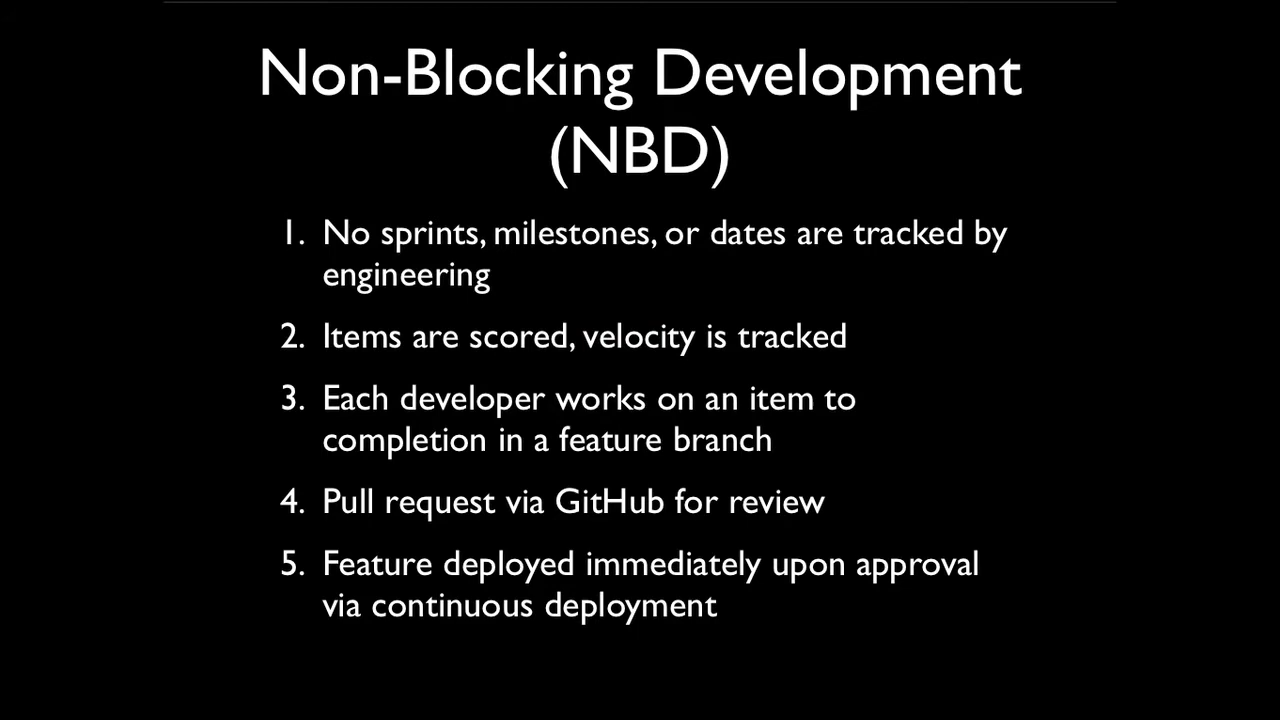 Non-Blocking Development
(NBD)
1. No sprints, milestones, or dates are tracked by
engineering
2. Items are scored, velocity is tracked
3. Each developer works on an item to
completion in a feature branch
4. Pull request via GitHub for review
5. Feature deployed immediately upon approval
via continuous deployment